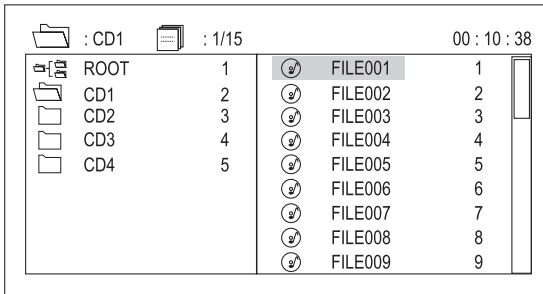 : CD1 : 1/15 00 : 10 : 38
ROOT 1
CD1 2
CD2 3
CD3 4
CD4 5
FILE001 1
FILE002 2
FILE003 3
FILE004 4
FILE005 5
FILE006 6
FILE007 7
FILE008 8
FILE009 9